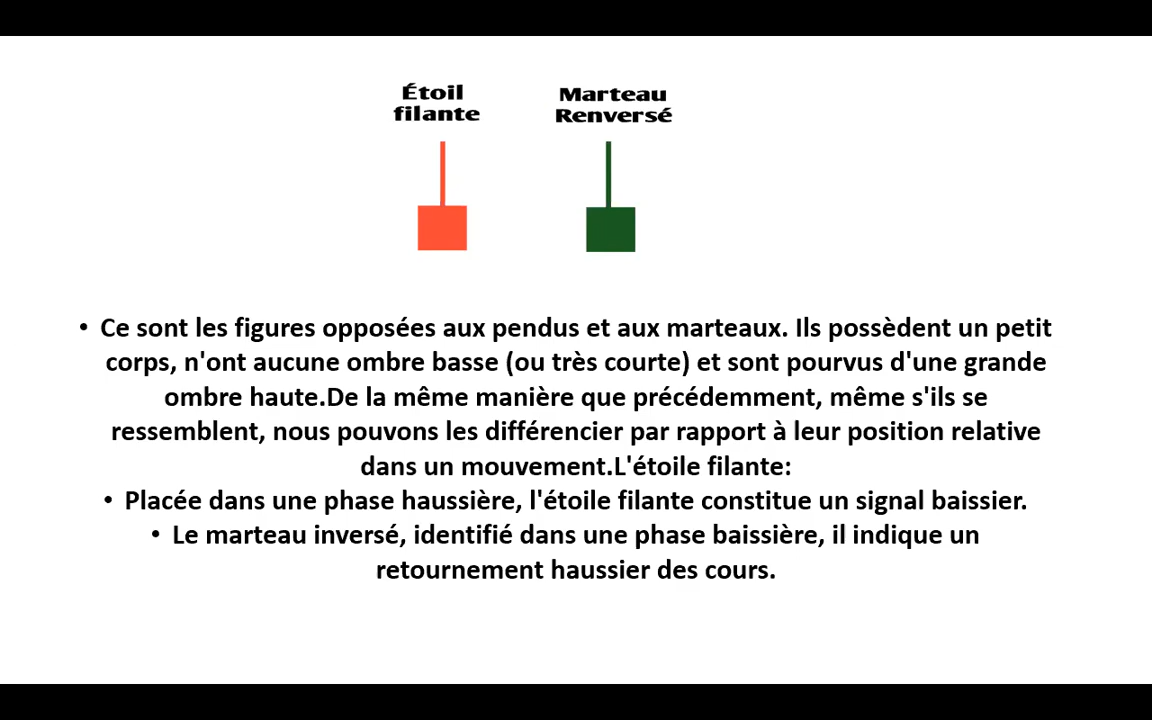 Étoil
filante
Marteau
Renversé
• Ce sont les figures opposées aux pendus et aux marteaux. Ils possèdent un petit
corps, n'ont aucune ombre basse (ou très courte) et sont pourvus d'une grande
ombre haute.De la même manière que précédemment, même s'ils se
ressemblent, nous pouvons les différencier par rapport à leur position relative
dans un mouvement.L'étoile filante:
• Placée dans une phase haussière, l'étoile filante constitue un signal baissier.
• Le marteau inversé, identifié dans une phase baissière, il indique un
retournement haussier des cours.